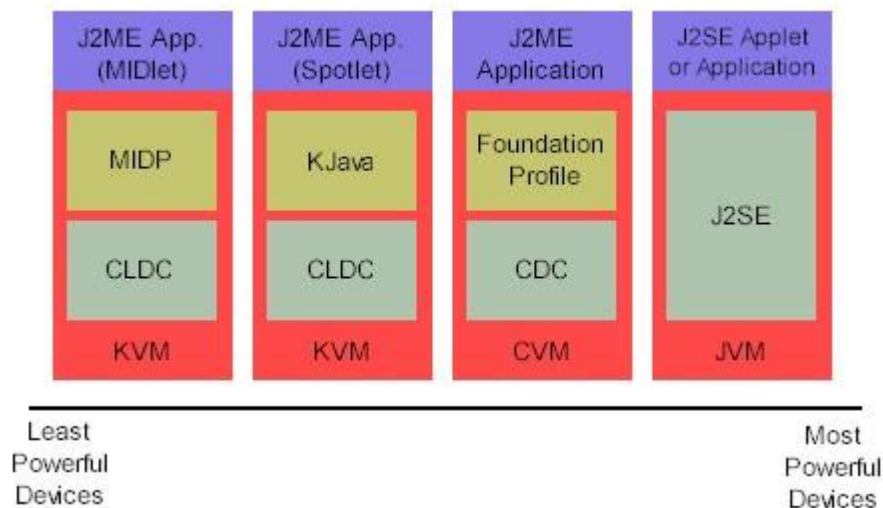 J2ME App.
(MIDlet)
MIDP
CLDC
KVM
J2ME App.
(Spotlet)
KJava
CLDC
KVM
J2ME
Application
Foundation
Profile
CDC
CVM
J2SE Applet
or Application
J2SE
JVM
Least
Powerful
Devices
Most
Powerful
Devices